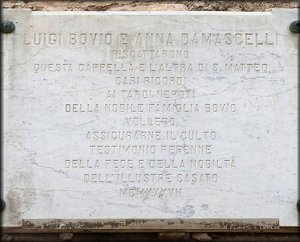 LUIGI BOVIO E ANNA DAMASCELLI
RISCATTARONO
QUESTA CAPPELLA E L'ALTRA DI S. MATTEO
CARI RICORDI
AI TARDI NEPOTI
DELLA NOBILE FAMIGLIA BOVIO
VOLLERO
ASSICURARNE IL CULTO
TESTIMONIO PERENNE
DELLA FEDE E DELLA NOBILTÀ
DELL'ILLUSTRE CASATO